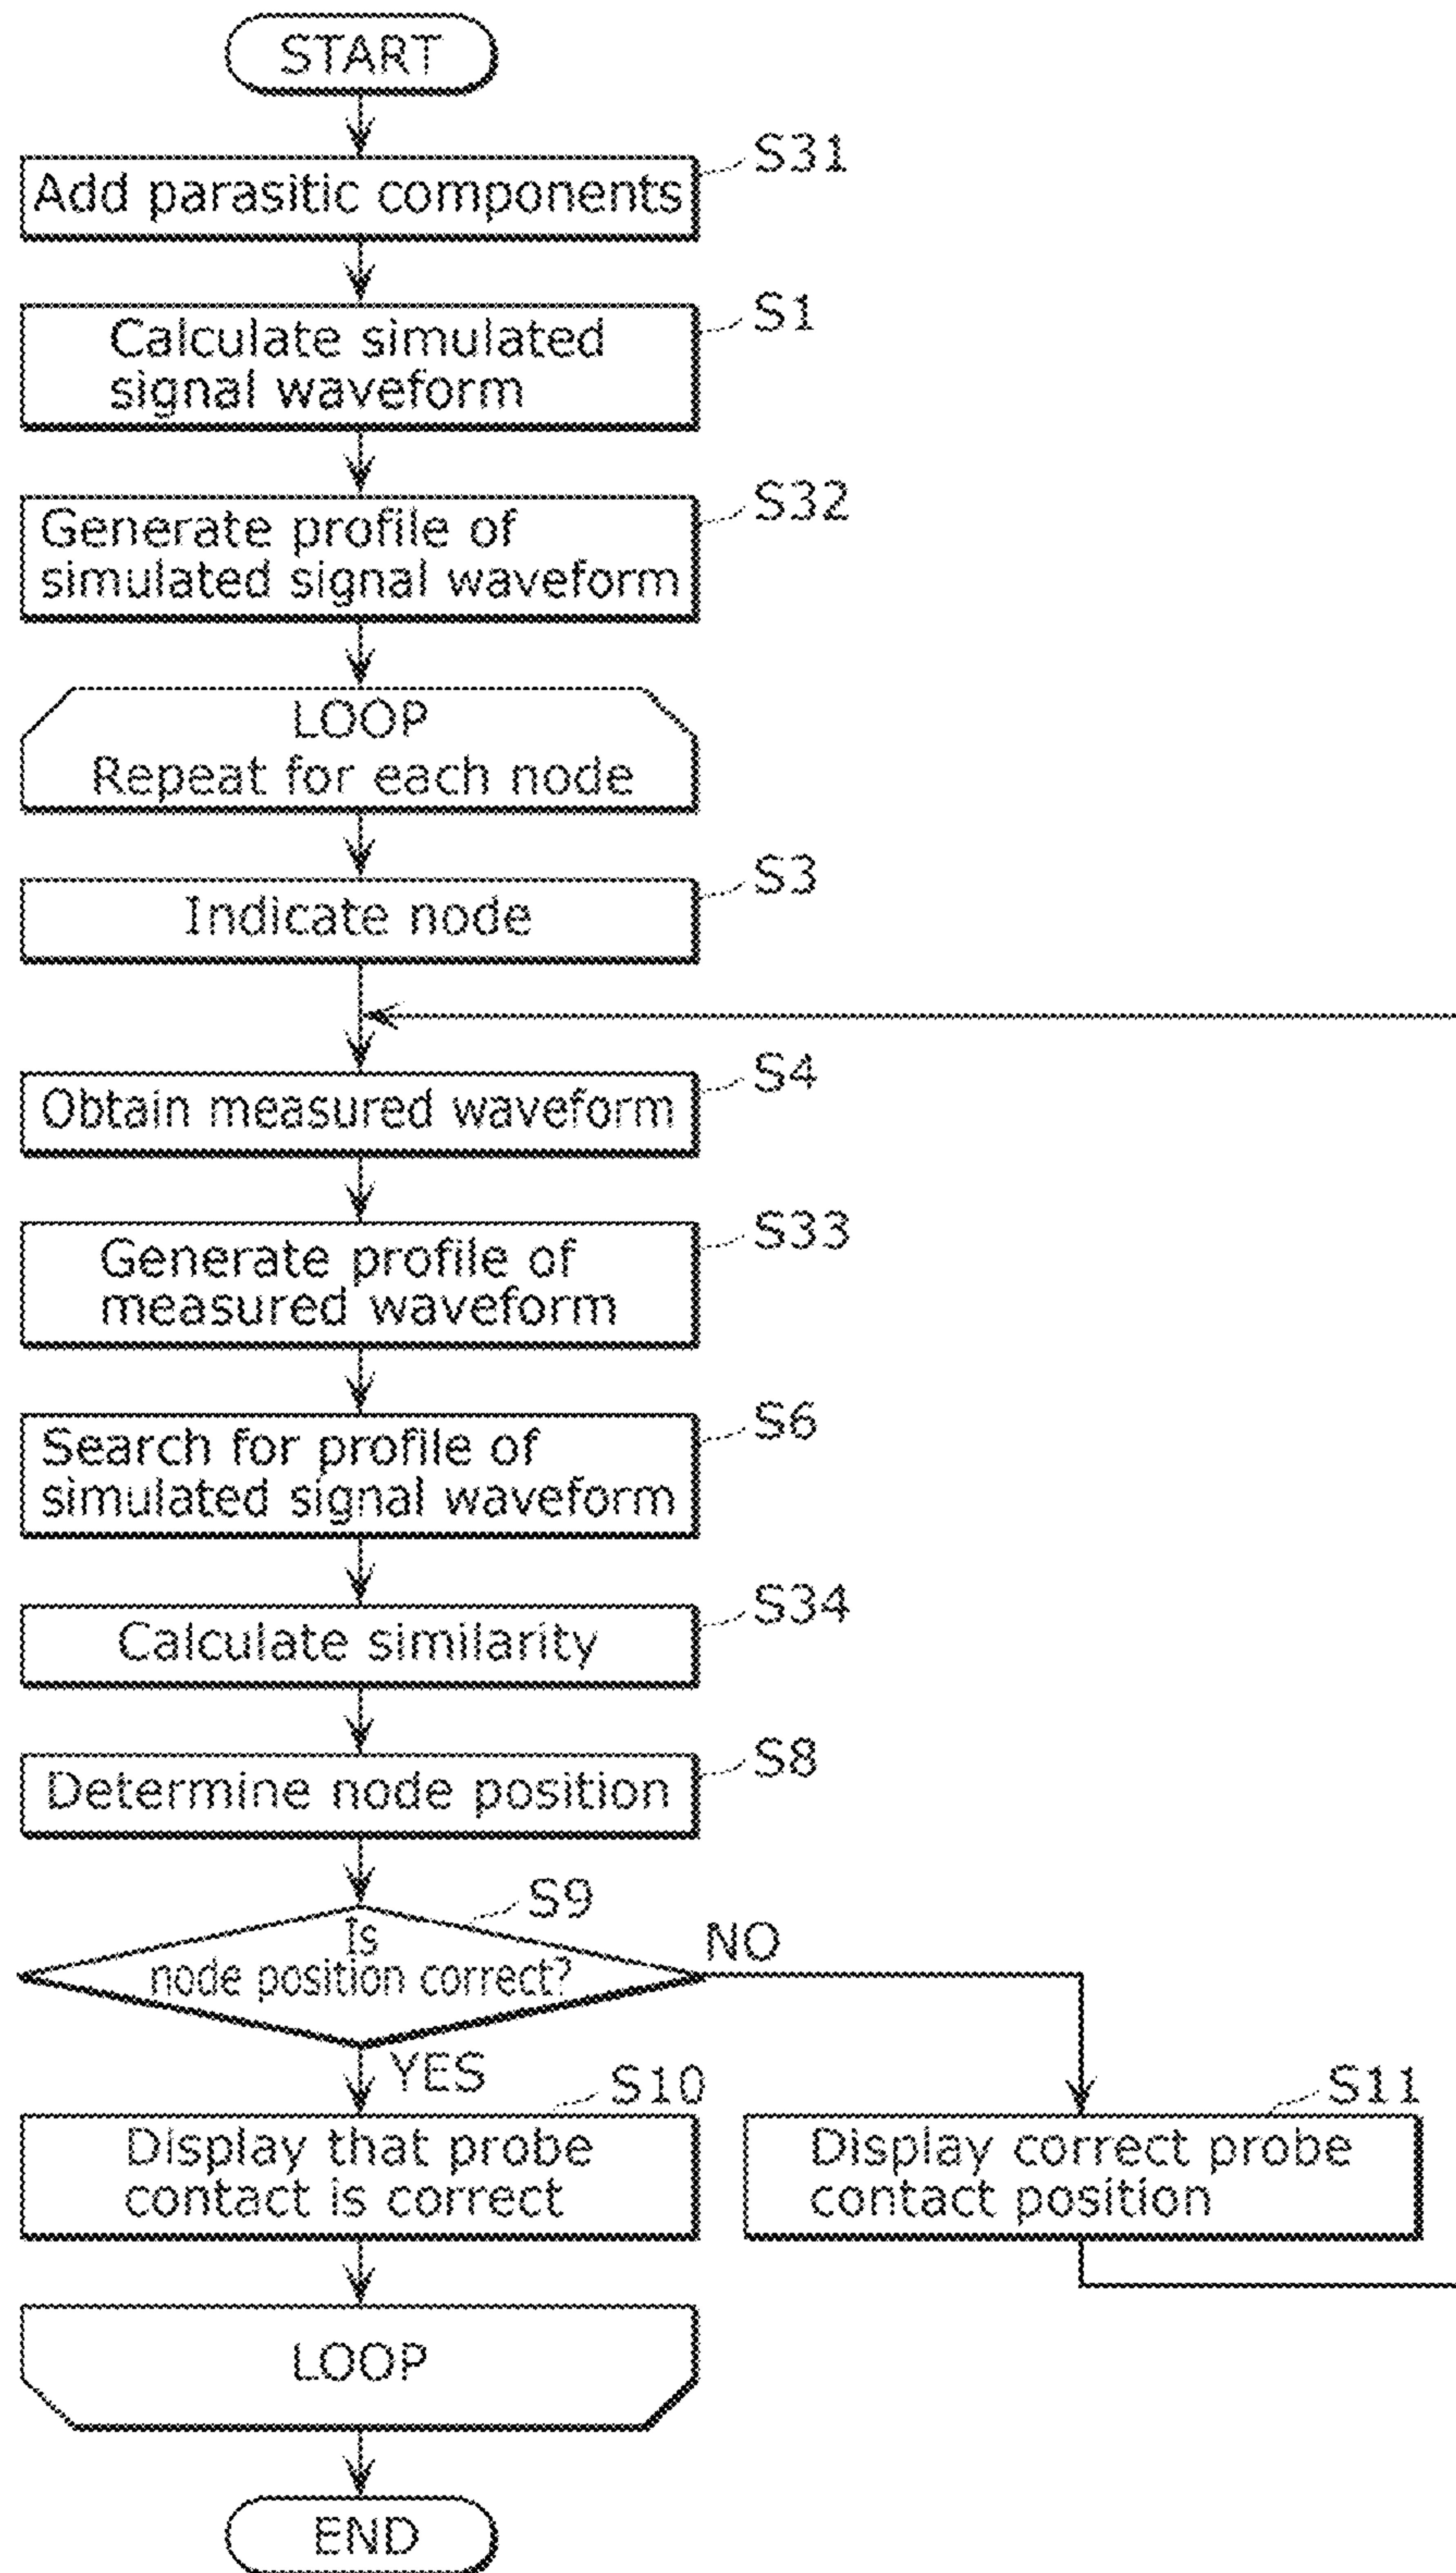 START
S31
Add parasitic components
S1
Calculate simulated
signal waveform
S32
Generate profile of
simulated signal waveform
LOOP
Repeat for each node
S3
Indicate node
S4
Obtain measured waveform
S33
Generate profile of
measured waveform
S6
Search for profile of
simulated signal waveform
S34
Calculate similarity
S8
Determine node position
S9
Is
node position correct?
NO
YES
S10
Display that probe
contact is correct
S11
Display correct probe
contact position
LOOP
END